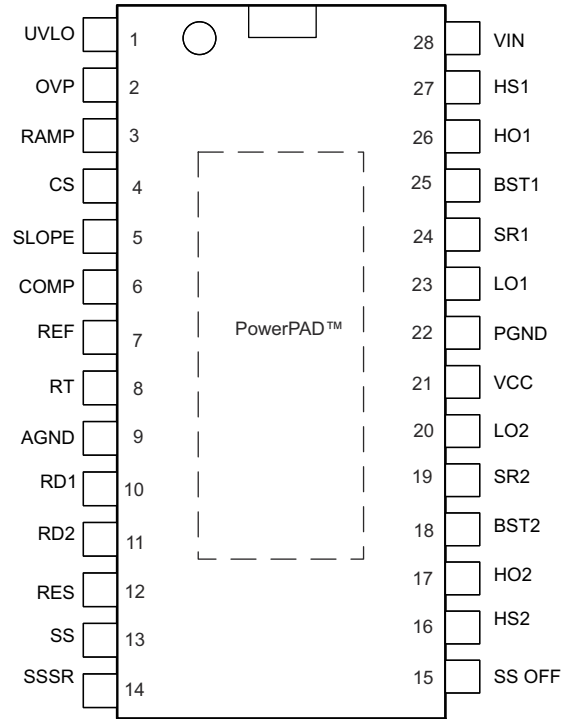 UVLO 1 28 VIN
OVP 2 27 HS1
RAMP 3 26 HO1
CS 4 25 BST1
SLOPE 5 24 SR1
COMP 6 23 LO1
REF 7 PowerPAD™ 22 PGND
RT 8 21 VCC
AGND 9 20 LO2
RD1 10 19 SR2
RD2 11 18 BST2
RES 12 17 HO2
SS 13 16 HS2
SSSR 14 15 SS OFF